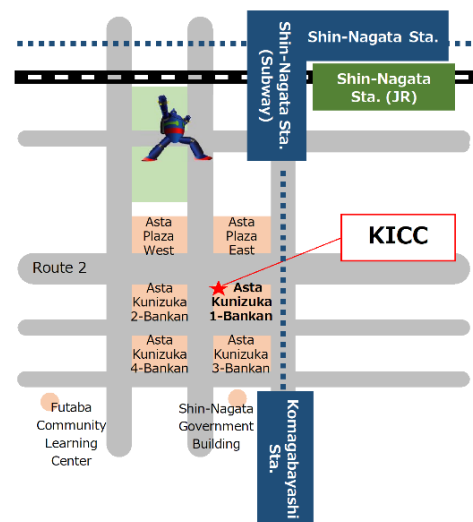 Shin-Nagata Sta.
Shin-Nagata Sta.
(Subway)
Shin-Nagata
Sta. (JR)
Asta
Plaza
West
Asta
Plaza
East
KICC
Route 2
Asta
Kunizuka
2-Bankan
Asta
Kunizuka
1-Bankan
Asta
Kunizuka
4-Bankan
Asta
Kunizuka
3-Bankan
Futaba
Community
Learning
Center
Shin-Nagata
Government
Building
Komagabayashi
Sta.